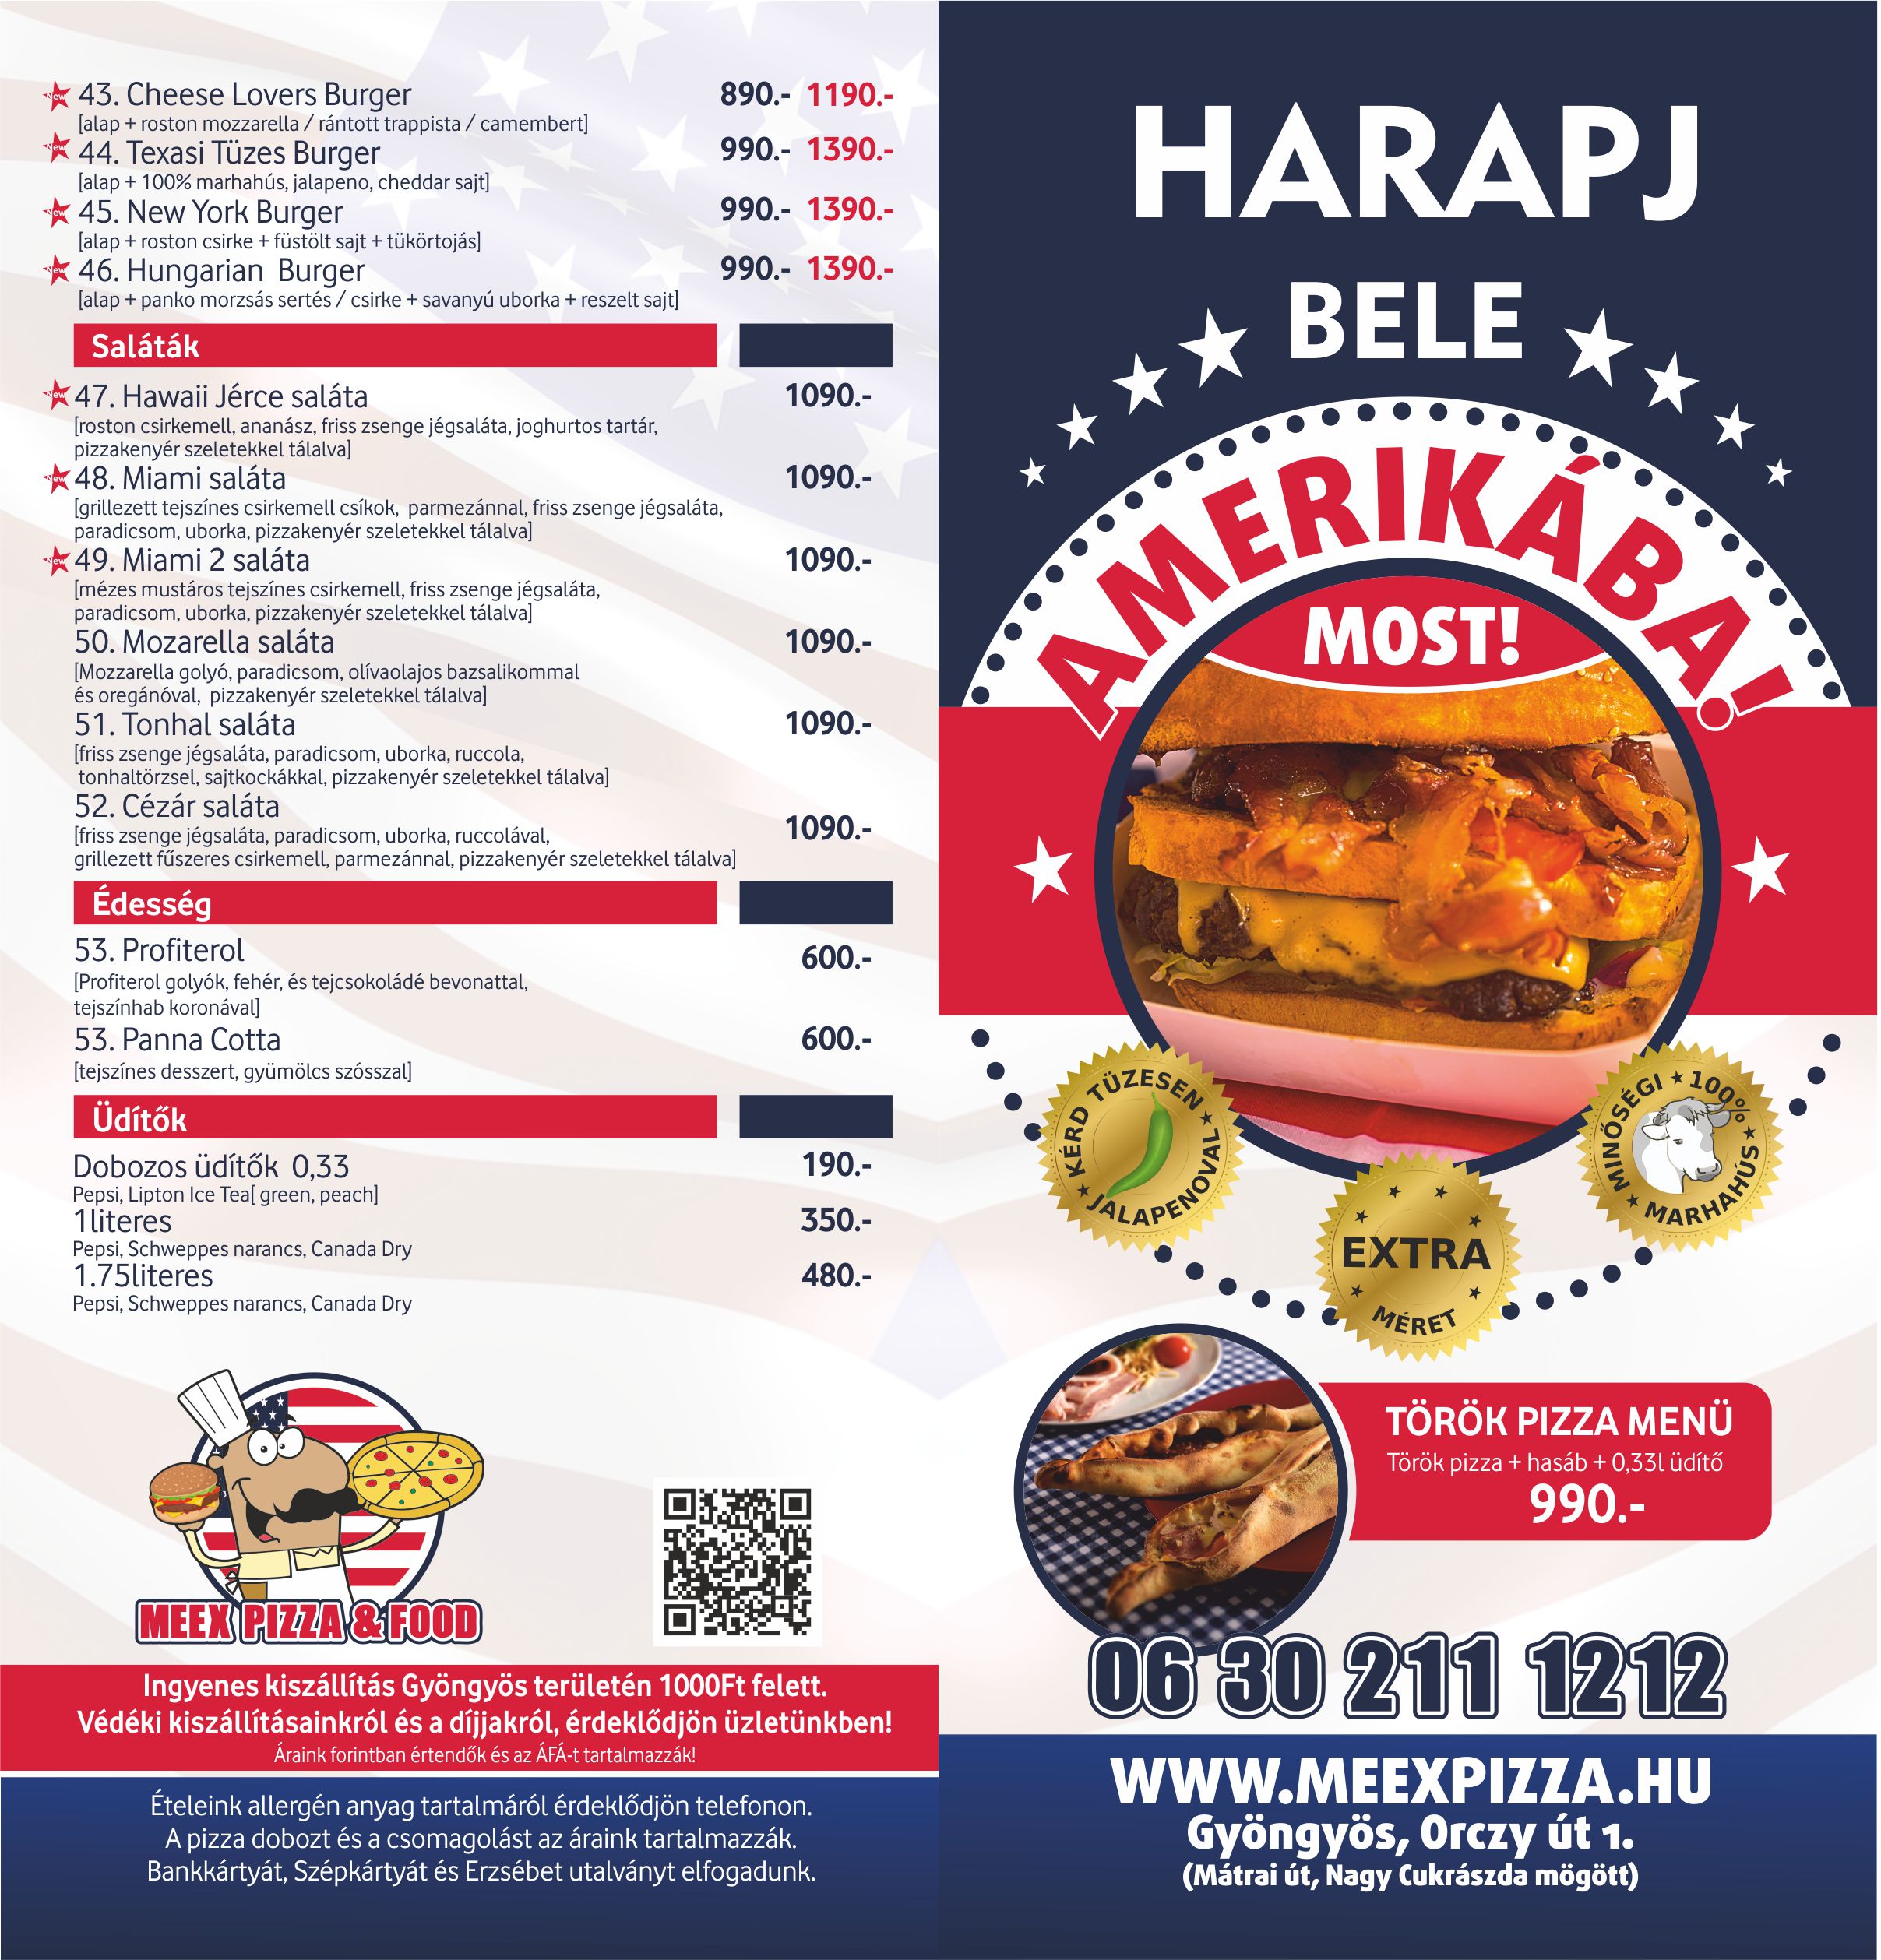 New 43. Cheese Lovers Burger 890.- 1190.-
[alap + roston mozzarella / rántott trappista / camembert]
New 44. Texasi Tüzes Burger 990.- 1390.-
[alap + 100% marhahús, jalapeno, cheddar sajt]
New 45. New York Burger 990.- 1390.-
[alap + roston csirke + füstölt sajt + tükörtojás]
New 46. Hungarian Burger 990.- 1390.-
[alap + panko morzsás sertés / csirke + savanyú uborka + reszelt sajt]
Saláták
New 47. Hawaii Jérce saláta 1090.-
[roston csirkemell, ananász, friss zsenge jégsaláta, joghurtos tartár,
pizzakenyér szeletekkel tálalva]
New 48. Miami saláta 1090.-
[grillezett tejszínes csirkemell csíkok, parmezánnal, friss zsenge jégsaláta,
paradicsom, uborka, pizzakenyér szeletekkel tálalva]
New 49. Miami 2 saláta 1090.-
[mézes mustáros tejszínes csirkemell, friss zsenge jégsaláta,
paradicsom, uborka, pizzakenyér szeletekkel tálalva]
50. Mozarella saláta 1090.-
[Mozzarella golyó, paradicsom, olívaolajos bazsalikommal
és oregánóval, pizzakenyér szeletekkel tálalva]
51. Tonhal saláta 1090.-
[friss zsenge jégsaláta, paradicsom, uborka, ruccola,
tonhaltörzsel, sajtkockákkal, pizzakenyér szeletekkel tálalva]
52. Cézár saláta 1090.-
[friss zsenge jégsaláta, paradicsom, uborka, ruccolával,
grillezett fűszeres csirkemell, parmezánnal, pizzakenyér szeletekkel tálalva]
Édesség
53. Profiterol 600.-
[Profiterol golyók, fehér, és tejcsokoládé bevonattal,
tejszínhab koronával]
53. Panna Cotta 600.-
[tejszínes desszert, gyümölcs szósszal]
Üdítők
Dobozos üdítők 0,33 190.-
Pepsi, Lipton Ice Tea[ green, peach]
1literes 350.-
Pepsi, Schweppes narancs, Canada Dry
1.75literes 480.-
Pepsi, Schweppes narancs, Canada Dry
MEEX PIZZA & FOOD
Ingyenes kiszállítás Gyöngyös területén 1000Ft felett.
Védéki kiszállításainkról és a díjjakról, érdeklődjön üzletünkben!
Áraink forintban értendők és az ÁFÁ-t tartalmazzák!
Ételeink allergén anyag tartalmáról érdeklődjön telefonon.
A pizza dobozt és a csomagolást az áraink tartalmazzák.
Bankkártyát, Szépkártyát és Erzsébet utalványt elfogadunk.
HARAPJ
BELE
AMERIKÁBA!
MOST!
KÉRD TÜZESEN
JALAPENOVAL
EXTRA
MÉRET
MINŐSÉGI 100%
MARHAHÚS
TÖRÖK PIZZA MENÜ
Török pizza + hasáb + 0,33l üdítő
990.-
06 30 211 1212
WWW.MEEXPIZZA.HU
Gyöngyös, Orczy út 1.
(Mátrai út, Nagy Cukrászda mögött)